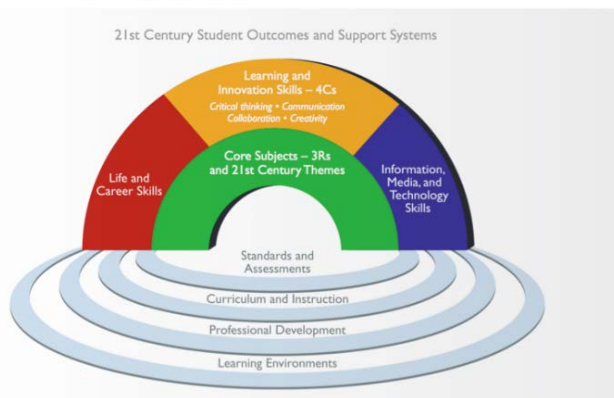 21st Century Student Outcomes and Support Systems
Learning and
Innovation Skills – 4Cs
Critical thinking • Communication
Collaboration • Creativity
Core Subjects – 3Rs
and 21st Century Themes
Life and
Career Skills
Information,
Media, and
Technology
Skills
Standards and
Assessments
Curriculum and Instruction
Professional Development
Learning Environments